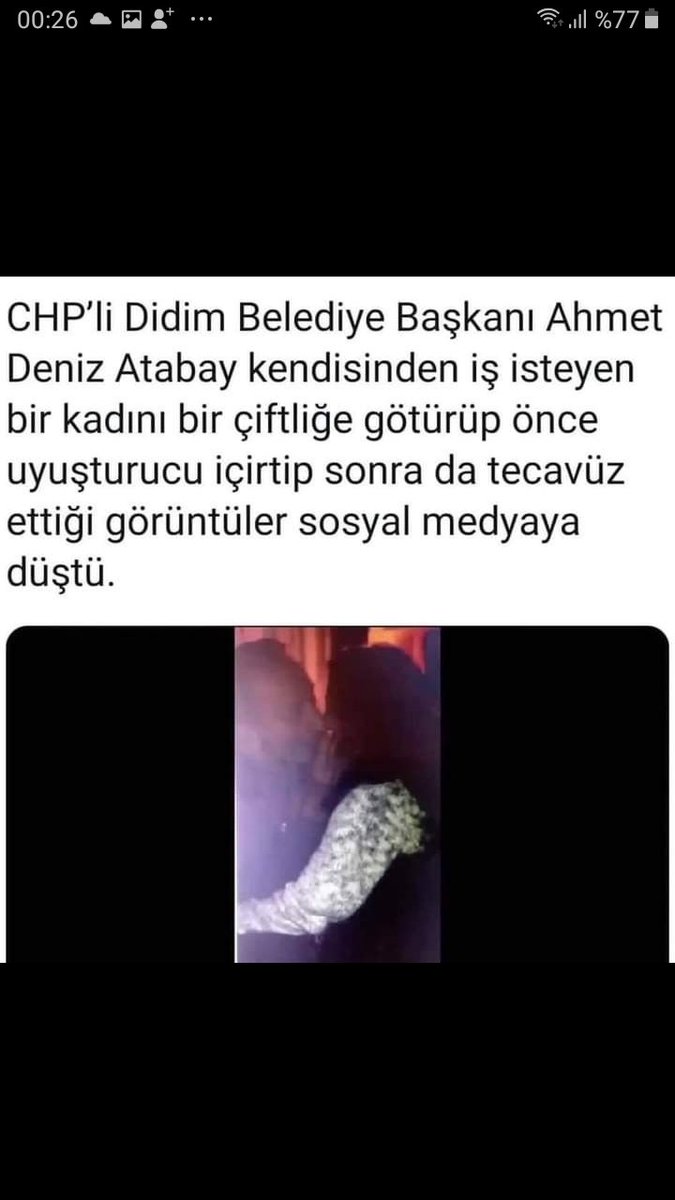 00:26 ... %77
CHP'li Didim Belediye Başkanı Ahmet
Deniz Atabay kendisinden iş isteyen
bir kadını bir çiftliğe götürüp önce
uyuşturucu içirtip sonra da tecavüz
ettiği görüntüler sosyal medyaya
düştü.